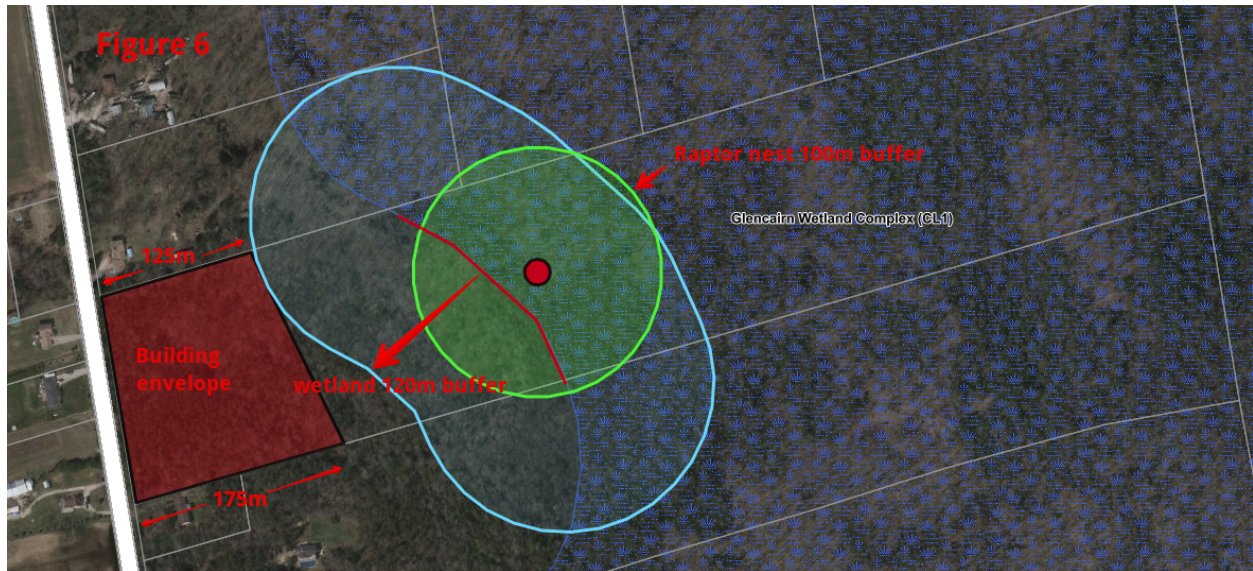 Figure 6
Raptor nest 100m buffer
Glencairn Wetland Complex (CL1)
125m
Building
envelope
wetland 120m buffer
175m